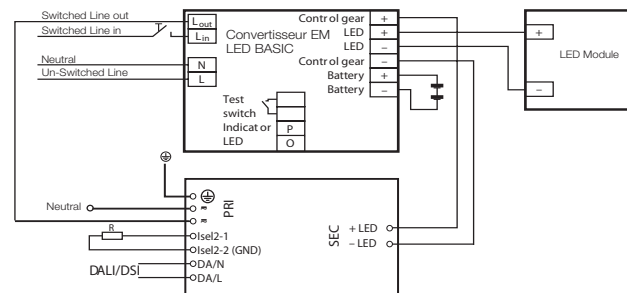 Switched Line out
Switched Line in
Neutral
Un-Switched Line
Lout
Lin
N
L
Convertisseur EM
LED BASIC
Control gear +
LED +
LED –
Control gear –
Battery +
Battery –
Test
switch
Indicator
LED
P
O
+
–
LED Module
Neutral
PRI
R
Isel2-1
Isel2-2 (GND)
DALI/DSI
DA/N
DA/L
SEC
+ LED
– LED